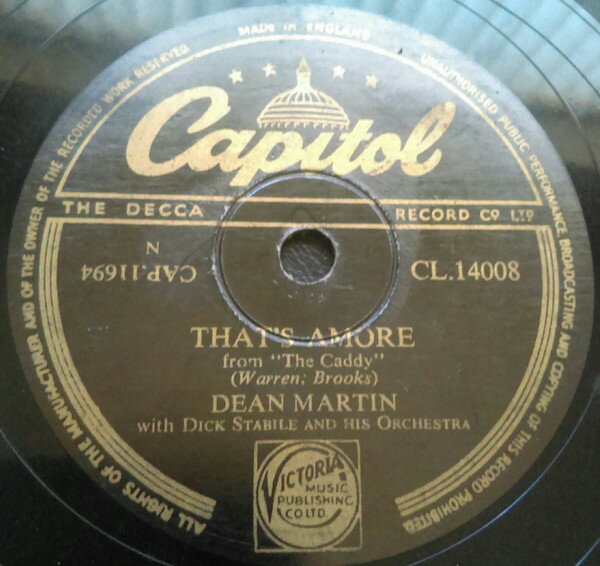 MADE IN ENGLAND
ALL RIGHTS OF THE MANUFACTURER AND OF THE OWNER OF THE RECORDED WORK RESERVED
UNAUTHORISED PUBLIC PERFORMANCE BROADCASTING AND COPYING OF THIS RECORD PROHIBITED
Capitol
THE DECCA RECORD CO LTD
N
CAP.11694
CL.14008
THAT'S AMORE
from "The Caddy"
(Warren: Brooks)
DEAN MARTIN
with DICK STABILE AND HIS ORCHESTRA
VICTORIA
MUSIC
PUBLISHING
CO LTD.